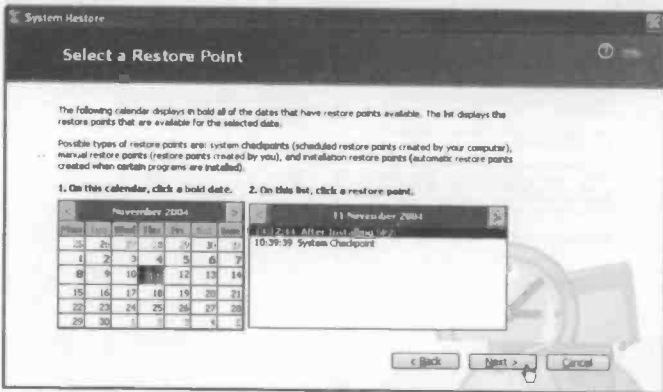 System Restore
Select a Restore Point
The following calendar displays in bold all of the dates that have restore points available. The list displays the
restore points that are available for the selected date.
Possible types of restore points are: system checkpoints (scheduled restore points created by your computer),
manual restore points (restore points created by you), and installation restore points (automatic restore points
created when certain programs are installed).
1. On this calendar, click a bold date. 2. On this list, click a restore point.
< November 2004 > < 11 November 2004 >
After Installing SP2
10:39:39 System Checkpoint
1 2 3 4 5 6 7
8 9 10 11 12 13 14
15 16 17 18 19 20 21
22 23 24 25 26 27 28
29 30
< Back Next > Cancel